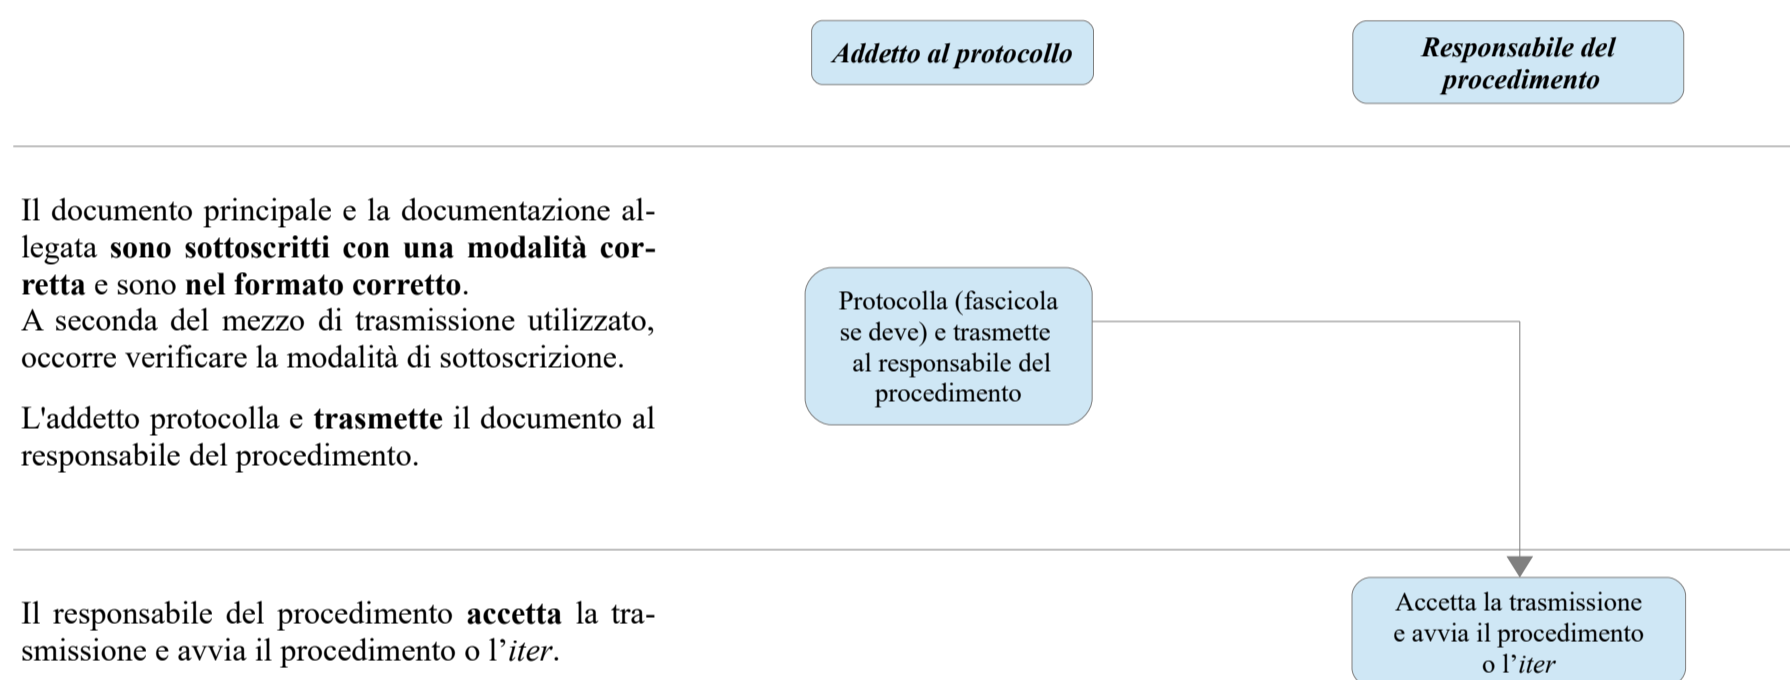 Addetto al protocollo
Responsabile del
procedimento
Il documento principale e la documentazione al-
legata sono sottoscritti con una modalità cor-
retta e sono nel formato corretto.
A seconda del mezzo di trasmissione utilizzato,
occorre verificare la modalità di sottoscrizione.
L'addetto protocolla e trasmette il documento al
responsabile del procedimento.
Protocolla (fascicola
se deve) e trasmette
al responsabile del
procedimento
Il responsabile del procedimento accetta la tra-
smissione e avvia il procedimento o l’iter.
Accetta la trasmissione
e avvia il procedimento
o l’iter